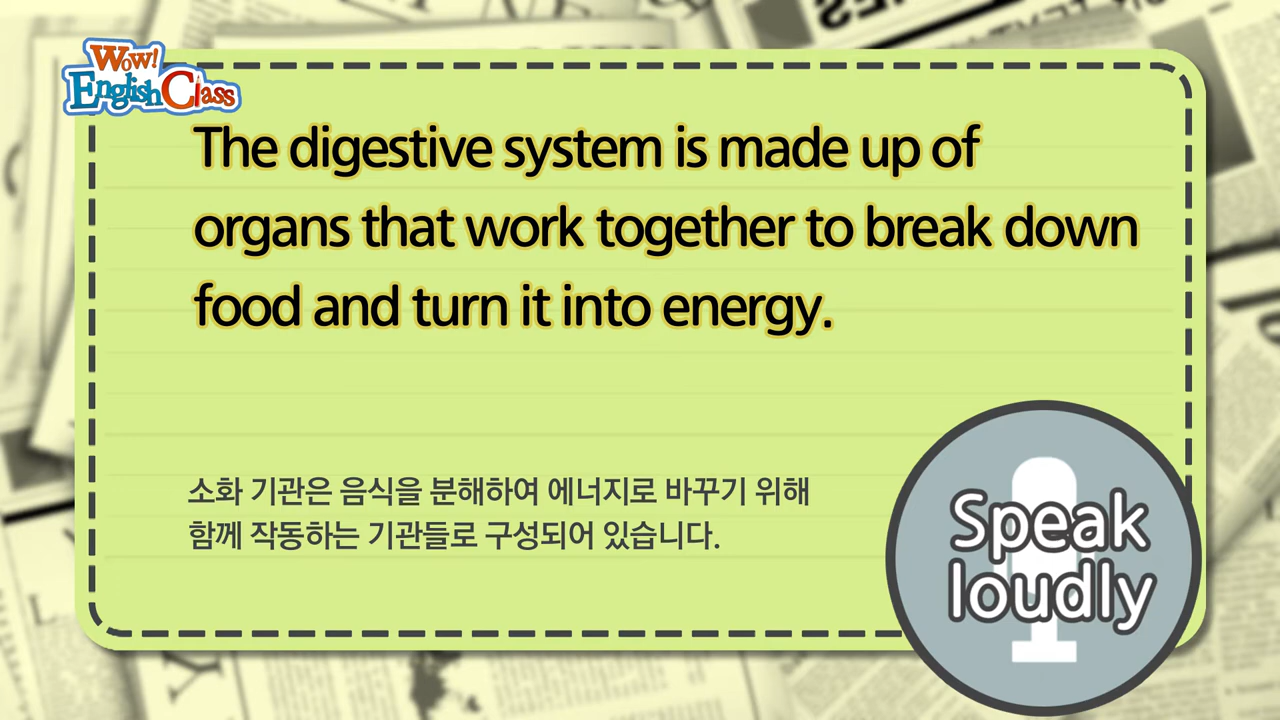 Wow!
English Class
The digestive system is made up of
organs that work together to break down
food and turn it into energy.
소화 기관은 음식을 분해하여 에너지로 바꾸기 위해
함께 작동하는 기관들로 구성되어 있습니다.
Speak
loudly